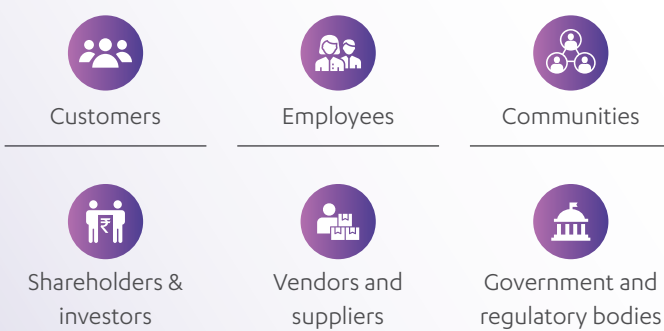 Customers
Employees
Communities
₹
Shareholders &
investors
Vendors and
suppliers
Government and
regulatory bodies